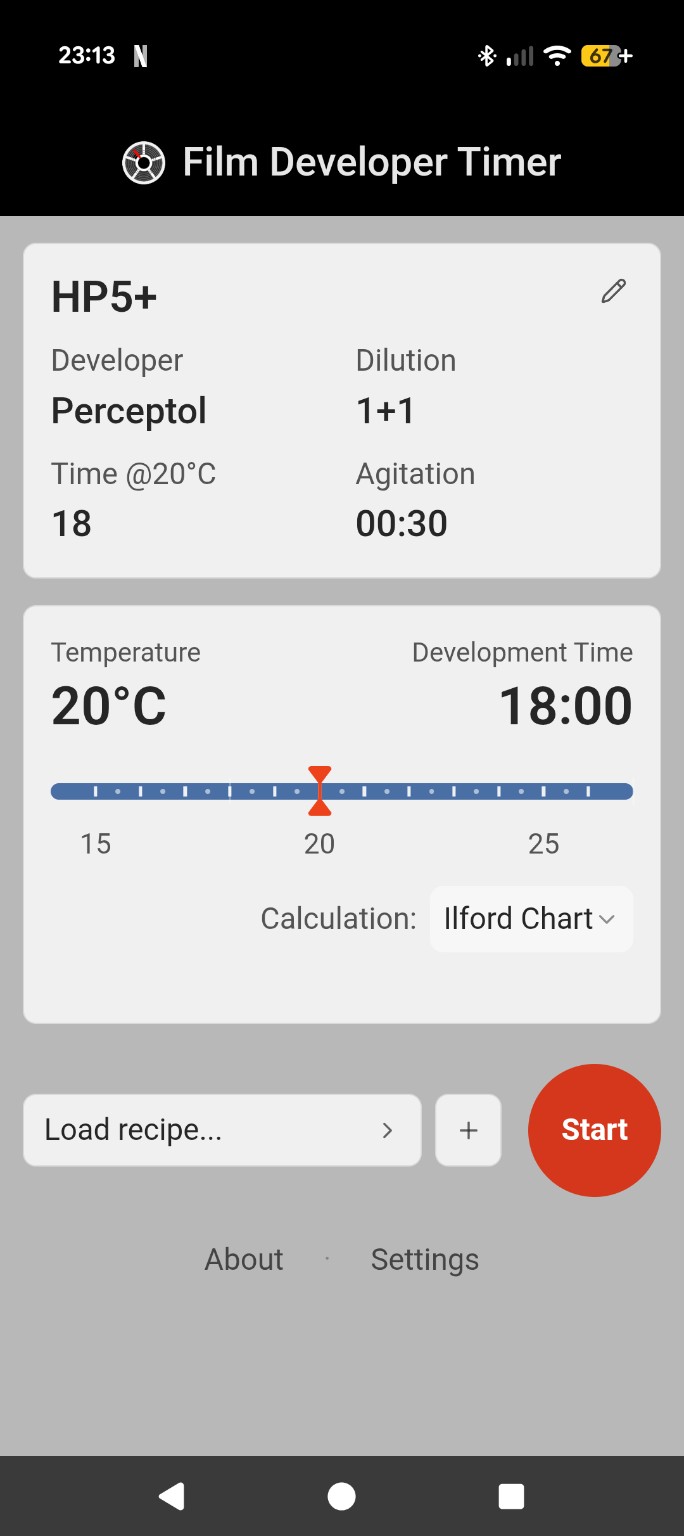 23:13 N 67+
Film Developer Timer
HP5+
Developer Dilution
Perceptol 1+1
Time @20°C Agitation
18 00:30
Temperature Development Time
20°C 18:00
15 20 25
Calculation: Ilford Chart
Load recipe... + Start
About · Settings